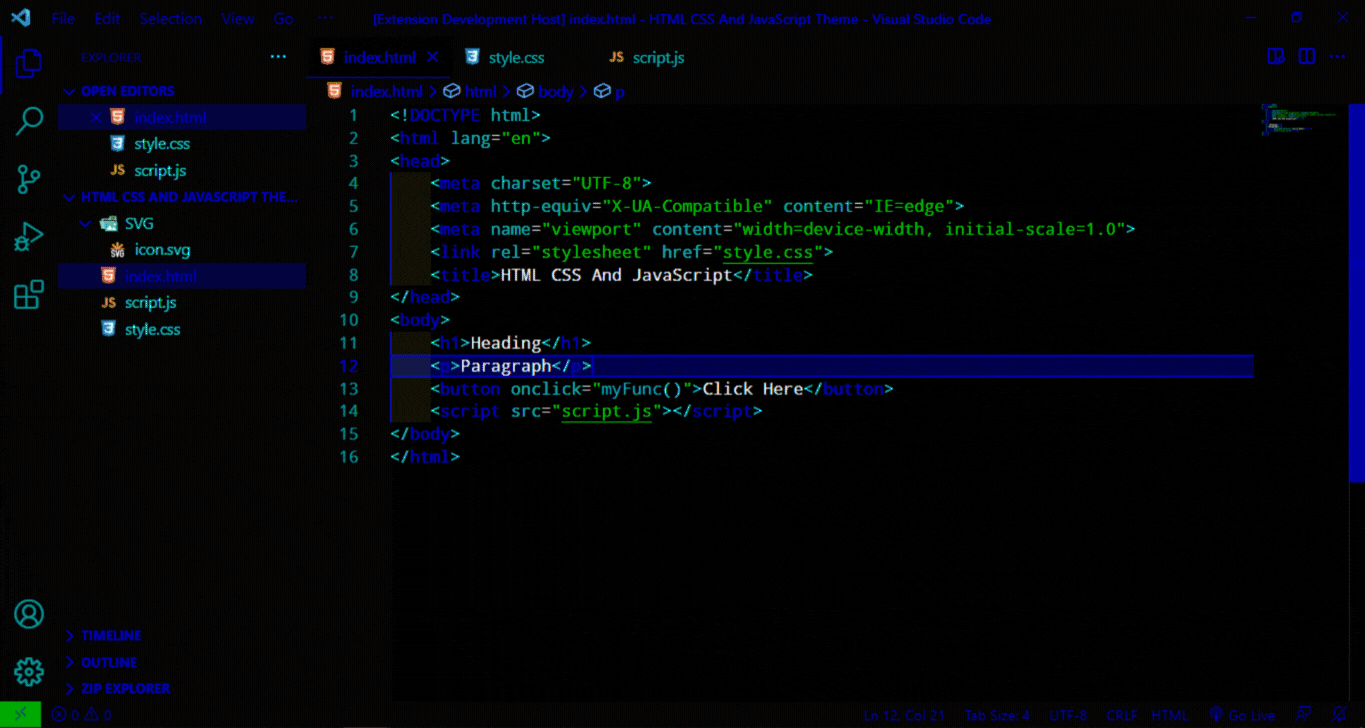 File Edit Selection View Go ··· [Extension Development Host] index.html - HTML CSS And JavaScript Theme - Visual Studio Code
EXPLORER ···
OPEN EDITORS
index.html
style.css
script.js
HTML CSS AND JAVASCRIPT THE...
SVG
icon.svg
index.html
script.js
style.css
TIMELINE
OUTLINE
ZIP EXPLORER
index.html style.css JS script.js
index.html > html > body > p
1 <!DOCTYPE html>
2 <html lang="en">
3 <head>
4 <meta charset="UTF-8">
5 <meta http-equiv="X-UA-Compatible" content="IE=edge">
6 <meta name="viewport" content="width=device-width, initial-scale=1.0">
7 <link rel="stylesheet" href="style.css">
8 <title>HTML CSS And JavaScript</title>
9 </head>
10 <body>
11 <h1>Heading</h1>
12 <p>Paragraph</p>
13 <button onclick="myFunc()">Click Here</button>
14 <script src="script.js"></script>
15 </body>
16 </html>
0 0 Ln 12, Col 21 Tab Size: 4 UTF-8 CRLF HTML Go Live